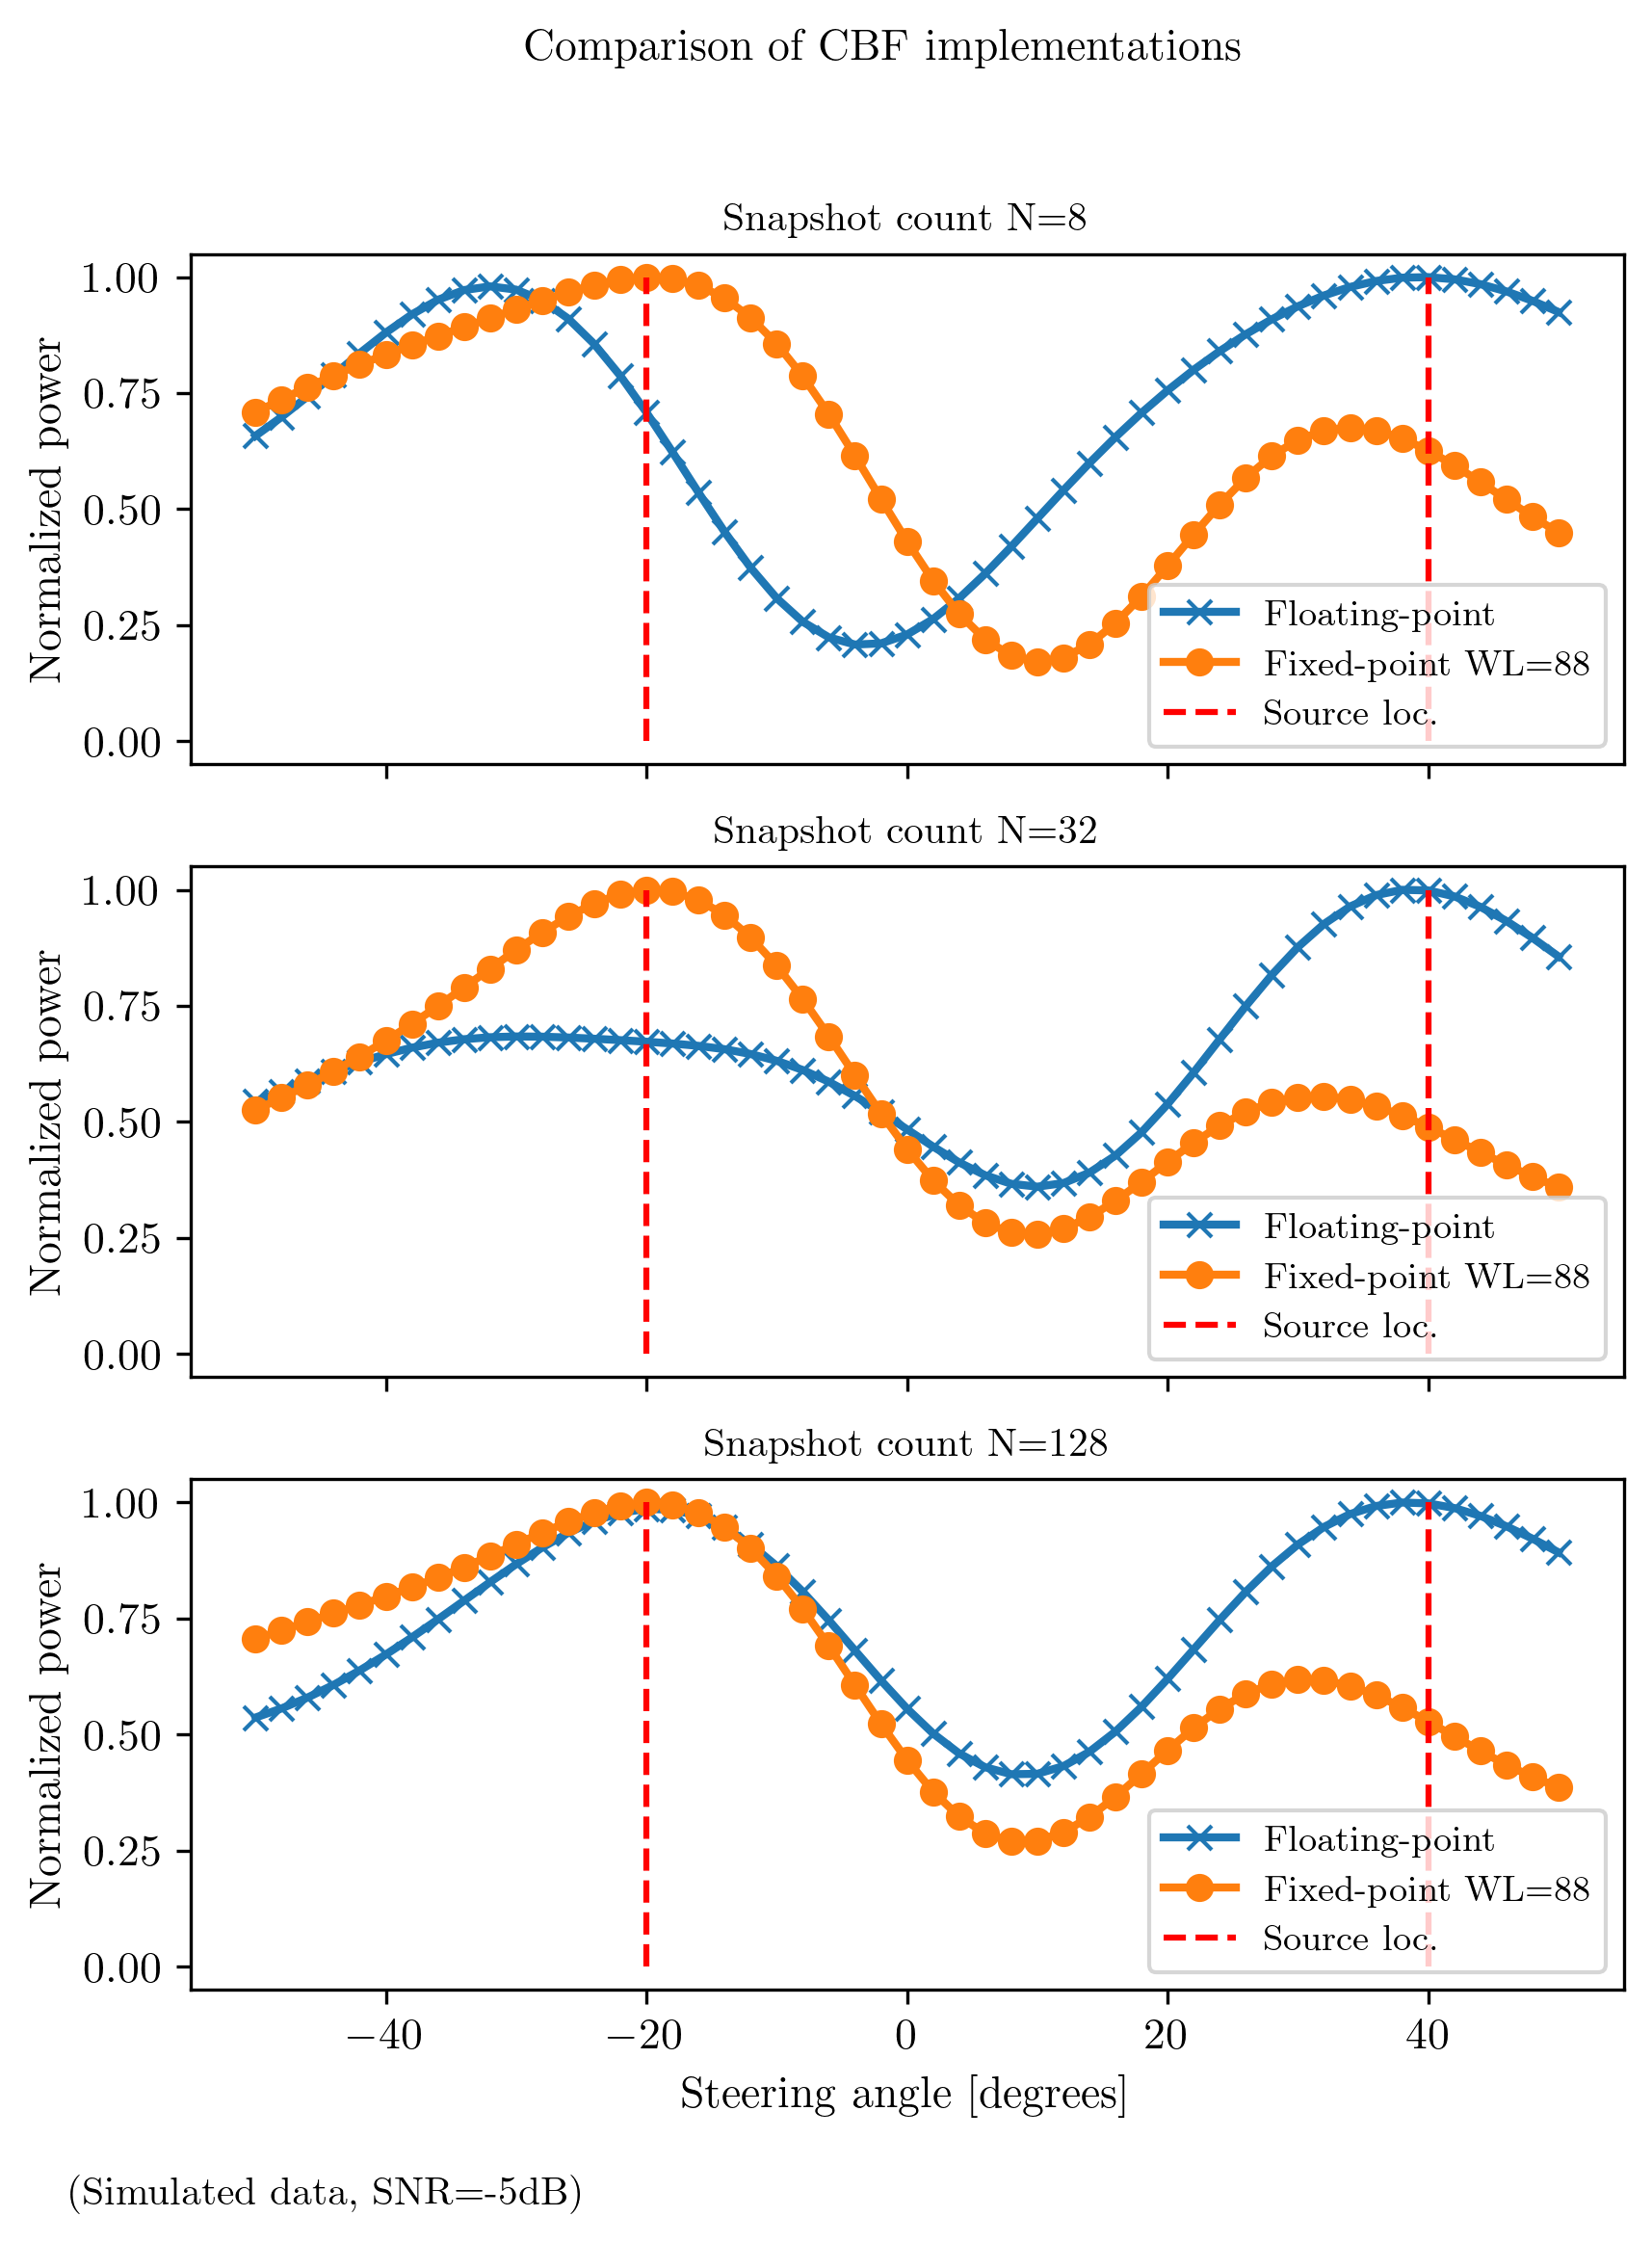 Comparison of CBF implementations
Snapshot count N=8
Normalized power
1.00
0.75
0.50
0.25
0.00
Floating-point
Fixed-point WL=88
Source loc.
Snapshot count N=32
Normalized power
1.00
0.75
0.50
0.25
0.00
Floating-point
Fixed-point WL=88
Source loc.
Snapshot count N=128
Normalized power
1.00
0.75
0.50
0.25
0.00
Floating-point
Fixed-point WL=88
Source loc.
−40 −20 0 20 40
Steering angle [degrees]
(Simulated data, SNR=-5dB)